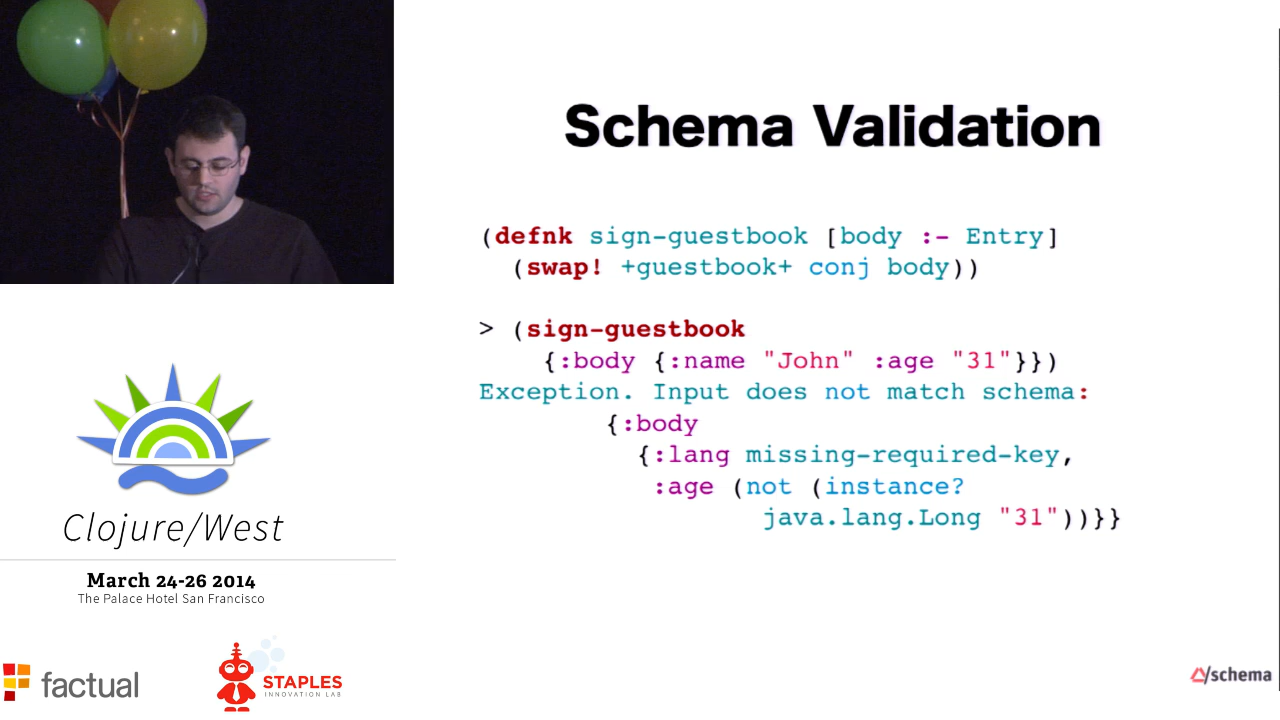 Schema Validation
(defnk sign-guestbook [body :- Entry]
(swap! +guestbook+ conj body))
> (sign-guestbook
{:body {:name "John" :age "31"}})
Exception. Input does not match schema:
{:body
{:lang missing-required-key,
:age (not (instance?
java.lang.Long "31"))}}
Clojure/West
March 24-26 2014
The Palace Hotel San Francisco
factual
STAPLES
INNOVATION LAB
/schema